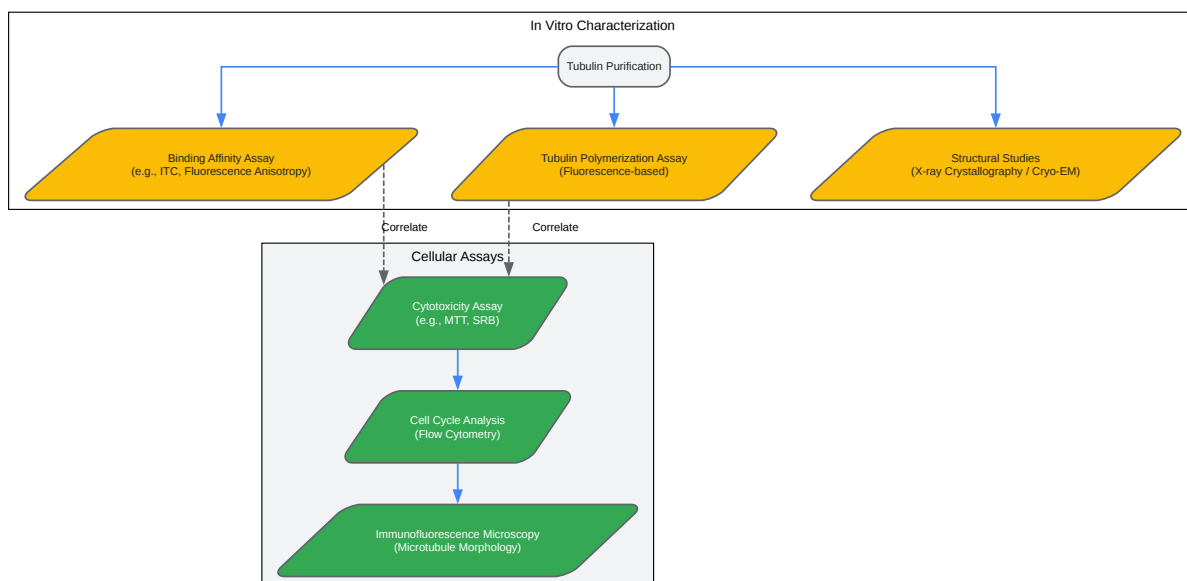 In Vitro Characterization
Tubulin Purification
Binding Affinity Assay
(e.g., ITC, Fluorescence Anisotropy)
Tubulin Polymerization Assay
(Fluorescence-based)
Structural Studies
(X-ray Crystallography / Cryo-EM)
Correlate
Correlate
Cellular Assays
Cytotoxicity Assay
(e.g., MTT, SRB)
Cell Cycle Analysis
(Flow Cytometry)
Immunofluorescence Microscopy
(Microtubule Morphology)